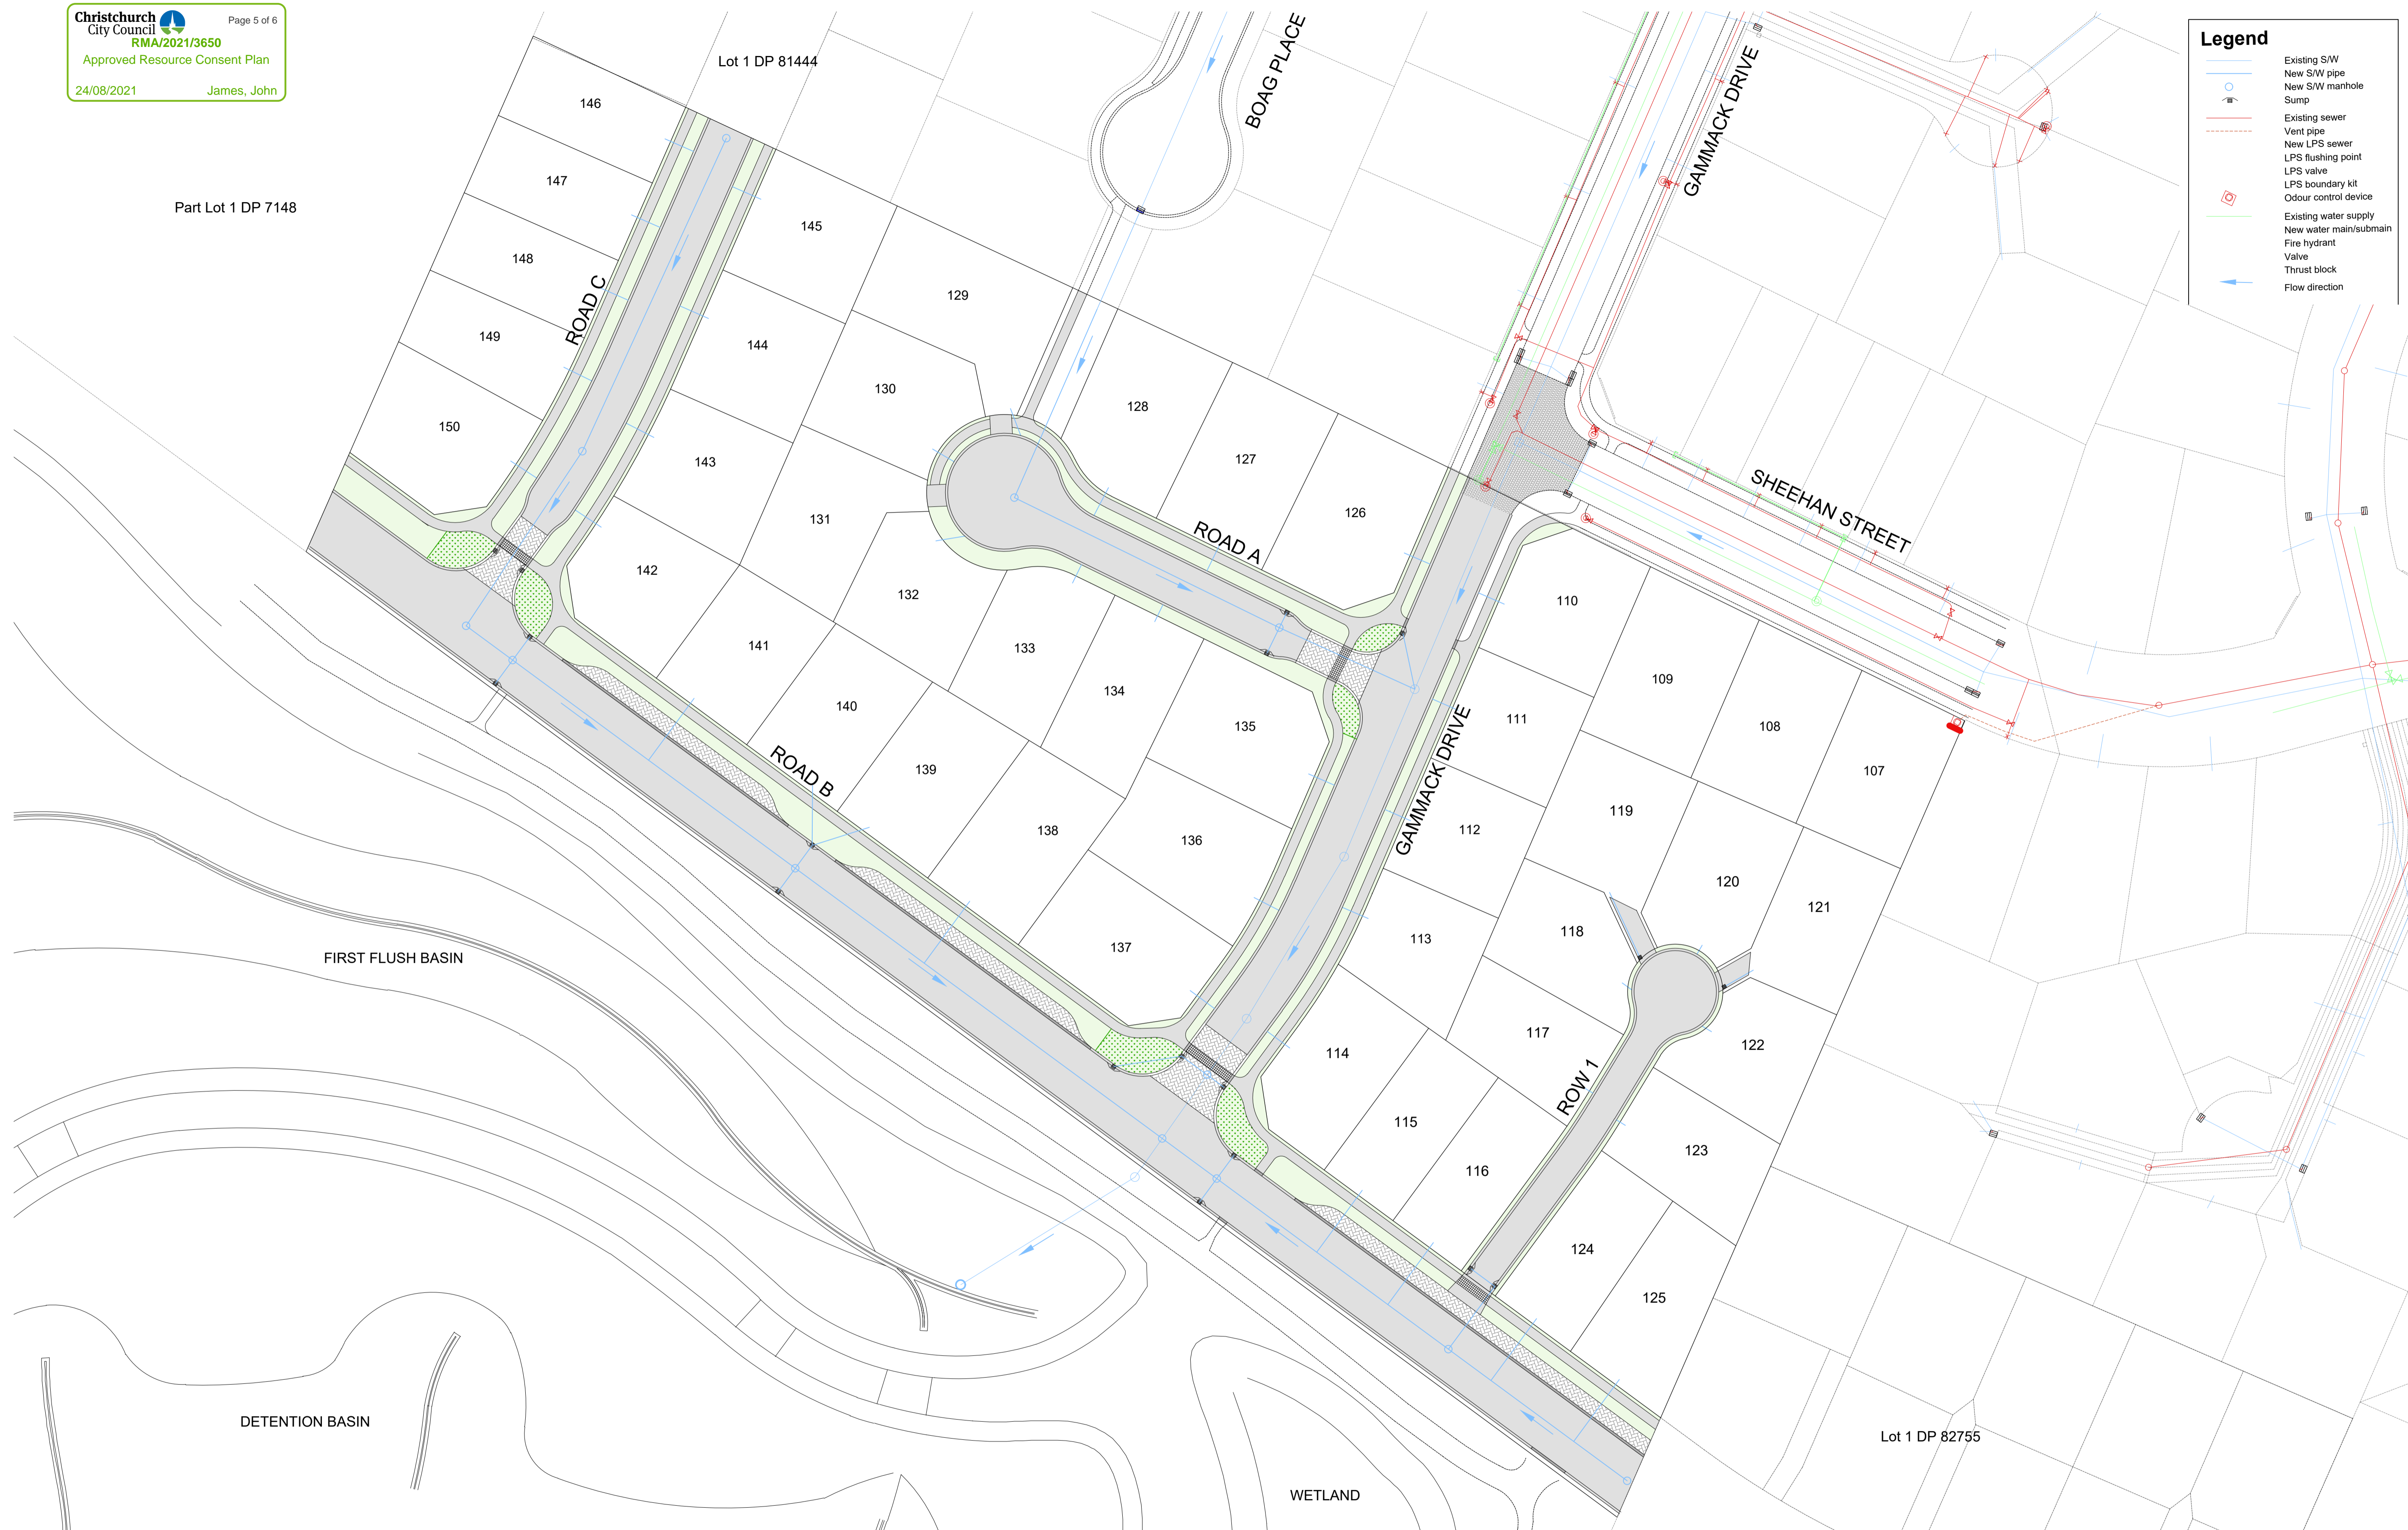 Christchurch
City Council
Page 5 of 6
RMA/2021/3650
Approved Resource Consent Plan
24/08/2021 James, John
Legend
Existing S/W
New S/W pipe
New S/W manhole
Sump
Existing sewer
Vent pipe
New LPS sewer
LPS flushing point
LPS valve
LPS boundary kit
Odour control device
Existing water supply
New water main/submain
Fire hydrant
Valve
Thrust block
Flow direction
Lot 1 DP 81444
BOAG PLACE
GAMMACK DRIVE
Part Lot 1 DP 7148
146
147
148
149
150
ROAD C
145
144
143
142
129
130
131
128
127
126
ROAD A
SHEEHAN STREET
132
133
134
135
141
140
139
138
136
137
ROAD B
GAMMACK DRIVE
110
109
108
107
111
112
119
120
121
113
118
117
114
115
116
ROW 1
122
123
124
125
FIRST FLUSH BASIN
DETENTION BASIN
WETLAND
Lot 1 DP 82755